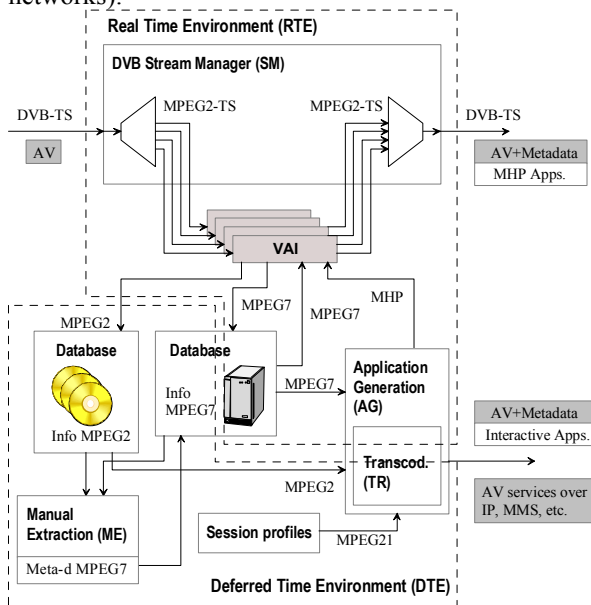 networks).
Real Time Environment (RTE)
DVB Stream Manager (SM)
DVB-TS
MPEG2-TS
MPEG2-TS
DVB-TS
AV
AV+Metadata
MHP Apps.
VAI
MPEG2
MPEG7
MPEG7
MHP
Database
Info MPEG2
Database
Info
MPEG7
MPEG7
Application
Generation
(AG)
AV+Metadata
Interactive Apps.
Transcod.
(TR)
MPEG2
AV services over
IP, MMS, etc.
Manual
Extraction (ME)
Meta-d MPEG7
Session profiles
MPEG21
Deferred Time Environment (DTE)